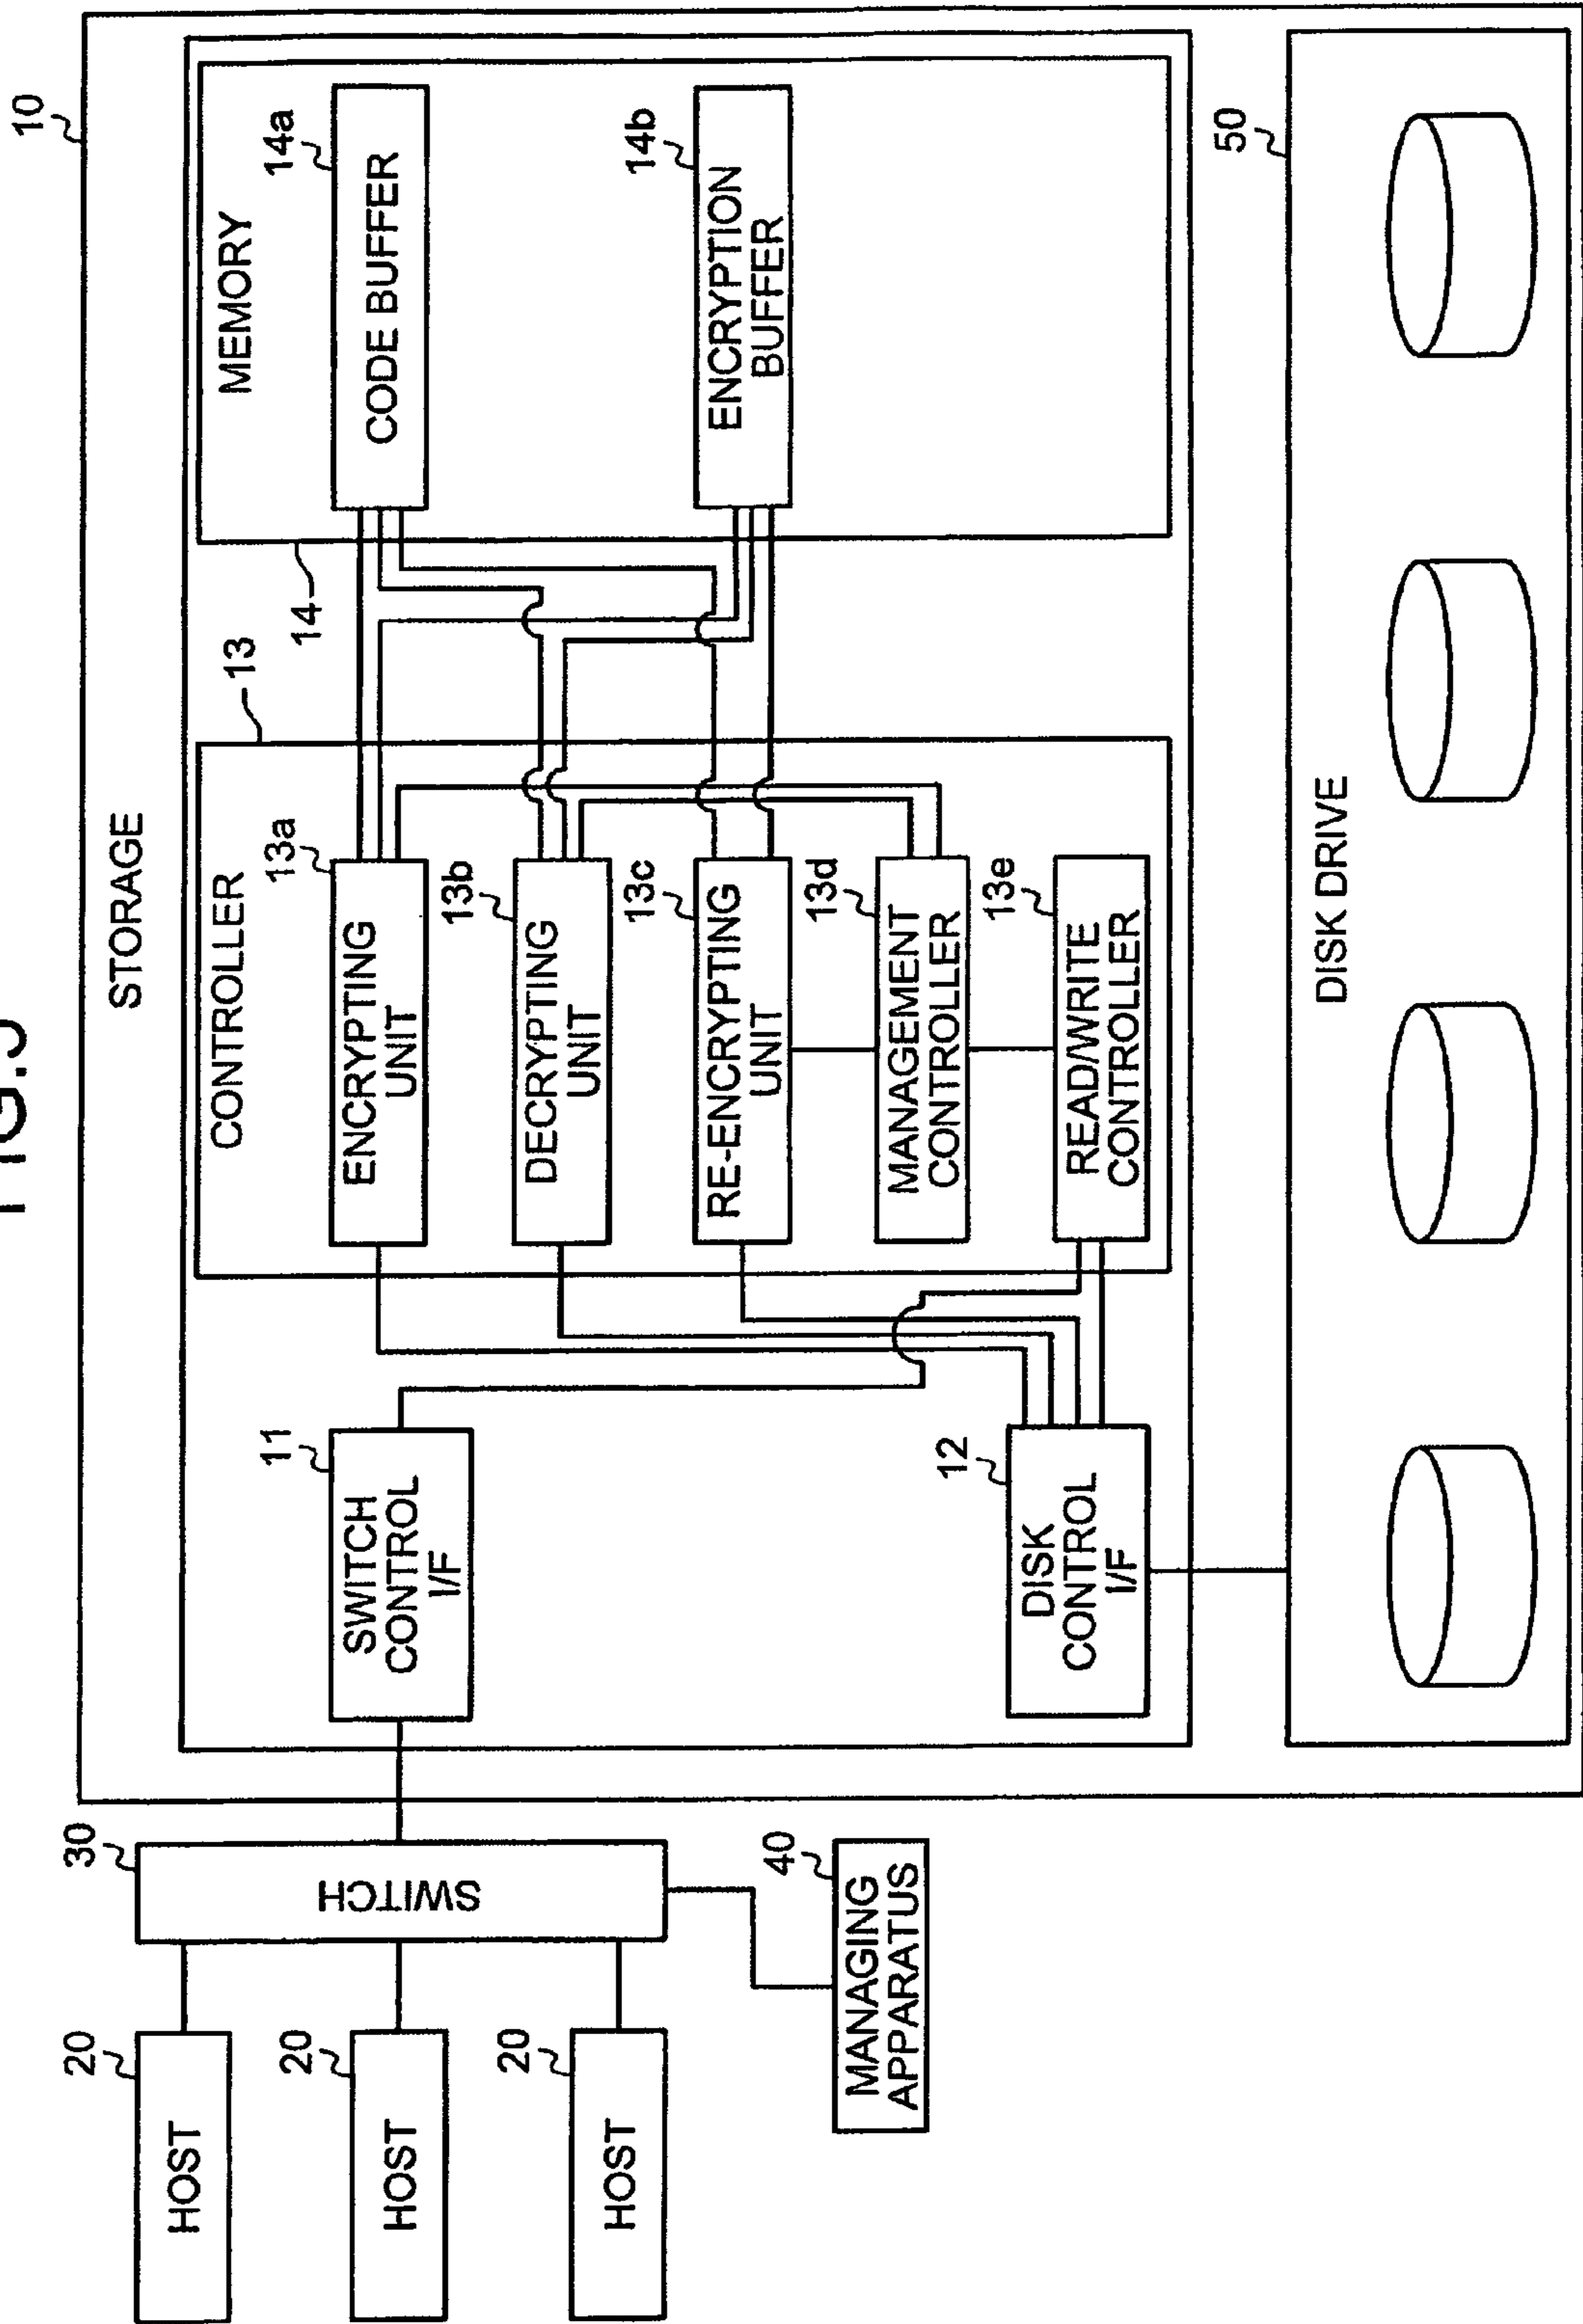 10
STORAGE
CONTROLLER
13
14
MEMORY
ENCRYPTING
UNIT
13a
DECRYPTING
UNIT
13b
RE-ENCRYPTING
UNIT
13c
MANAGEMENT
CONTROLLER
13d
READ/WRITE
CONTROLLER
13e
CODE BUFFER
14a
ENCRYPTION
BUFFER
14b
SWITCH
CONTROL
I/F
11
DISK
CONTROL
I/F
12
DISK DRIVE
50
SWITCH
30
HOST
20
HOST
20
HOST
20
MANAGING
APPARATUS
40